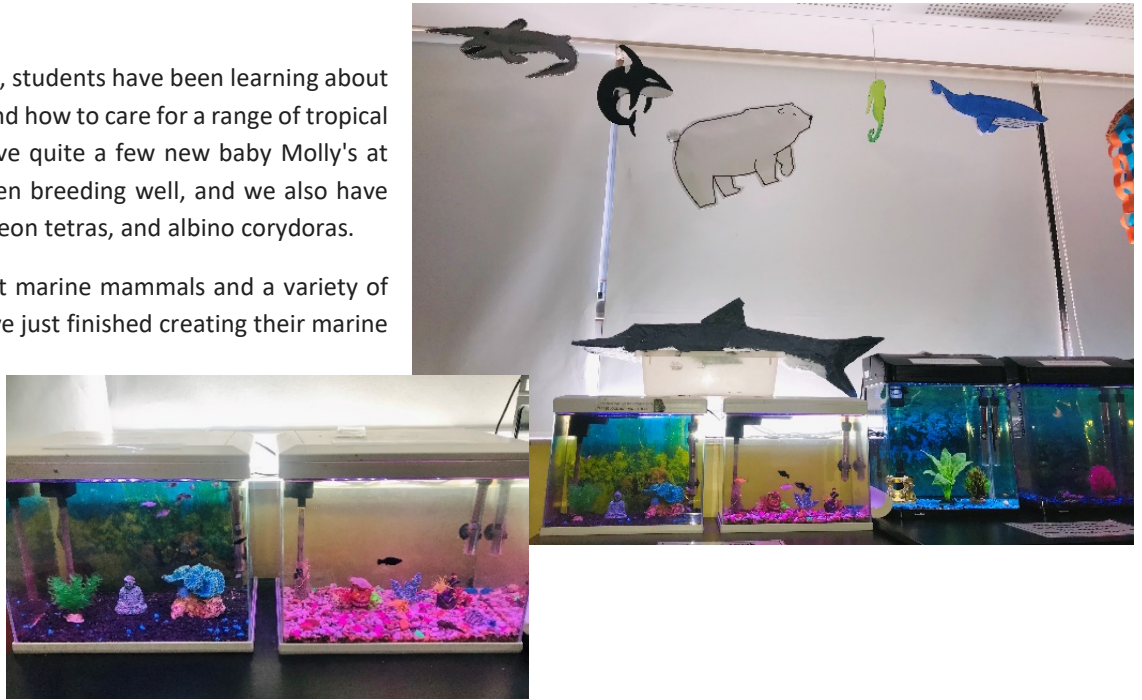 , students have been learning about
nd how to care for a range of tropical
ve quite a few new baby Molly's at
en breeding well, and we also have
eon tetras, and albino corydoras.
t marine mammals and a variety of
ve just finished creating their marine